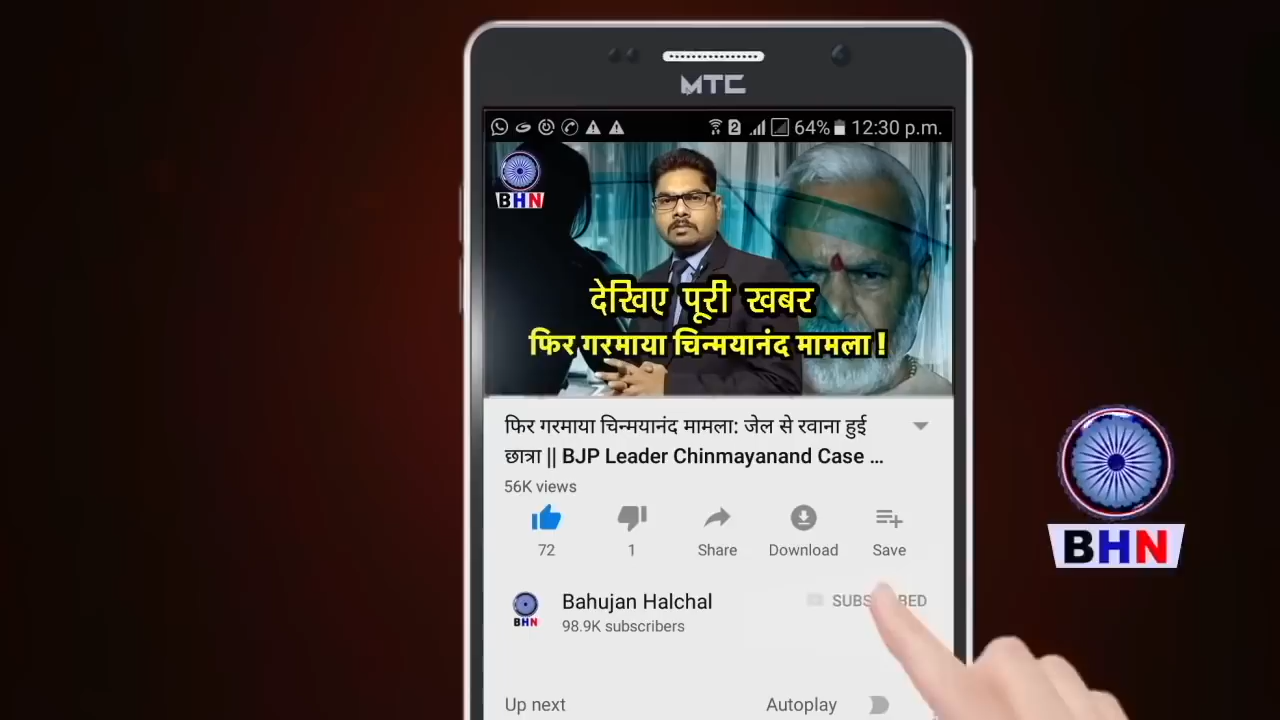 MTC
2 64% 12:30 p.m.
BHN
देखिए पूरी खबर
फिर गरमाया चिन्मयानंद मामला !
फिर गरमाया चिन्मयानंद मामला: जेल से रवाना हुई
छात्रा || BJP Leader Chinmayanand Case ...
56K views
72
1
Share
Download
Save
BHN
Bahujan Halchal
98.9K subscribers
BHN
Up next
Autoplay